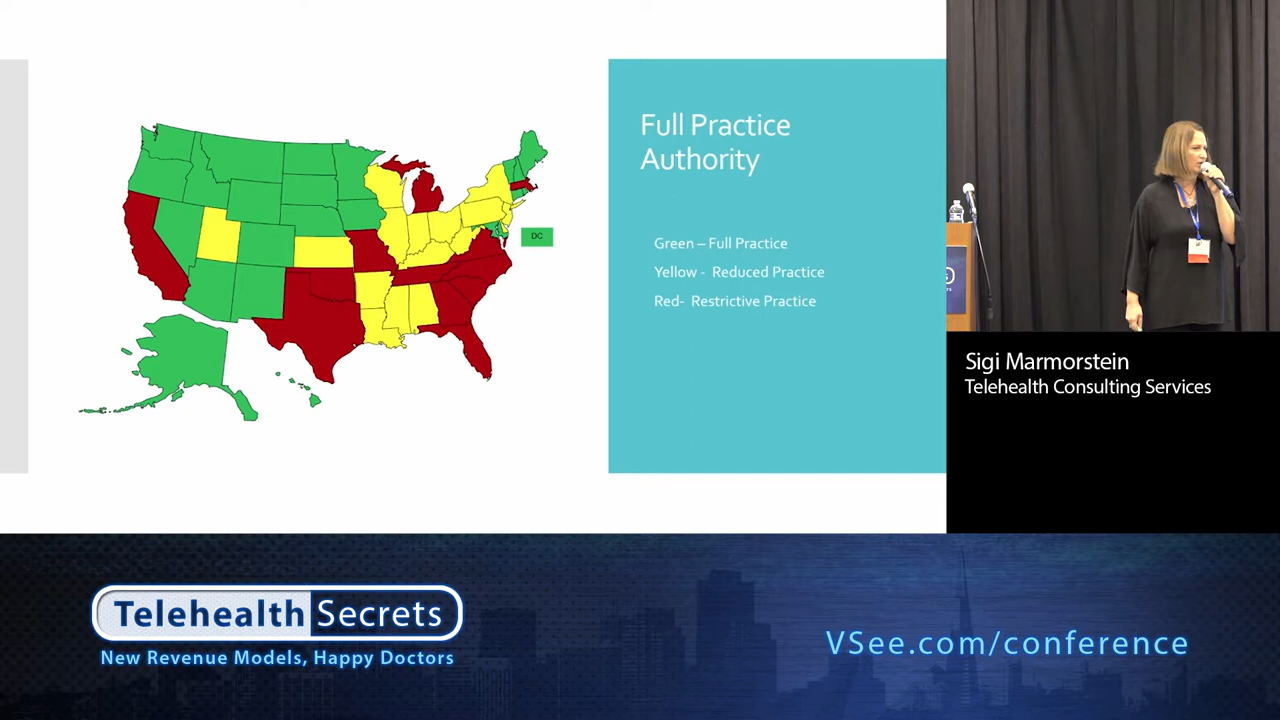 Full Practice
Authority
Green – Full Practice
Yellow - Reduced Practice
Red- Restrictive Practice
DC
Sigi Marmorstein
Telehealth Consulting Services
Telehealth Secrets
New Revenue Models, Happy Doctors
VSee.com/conference